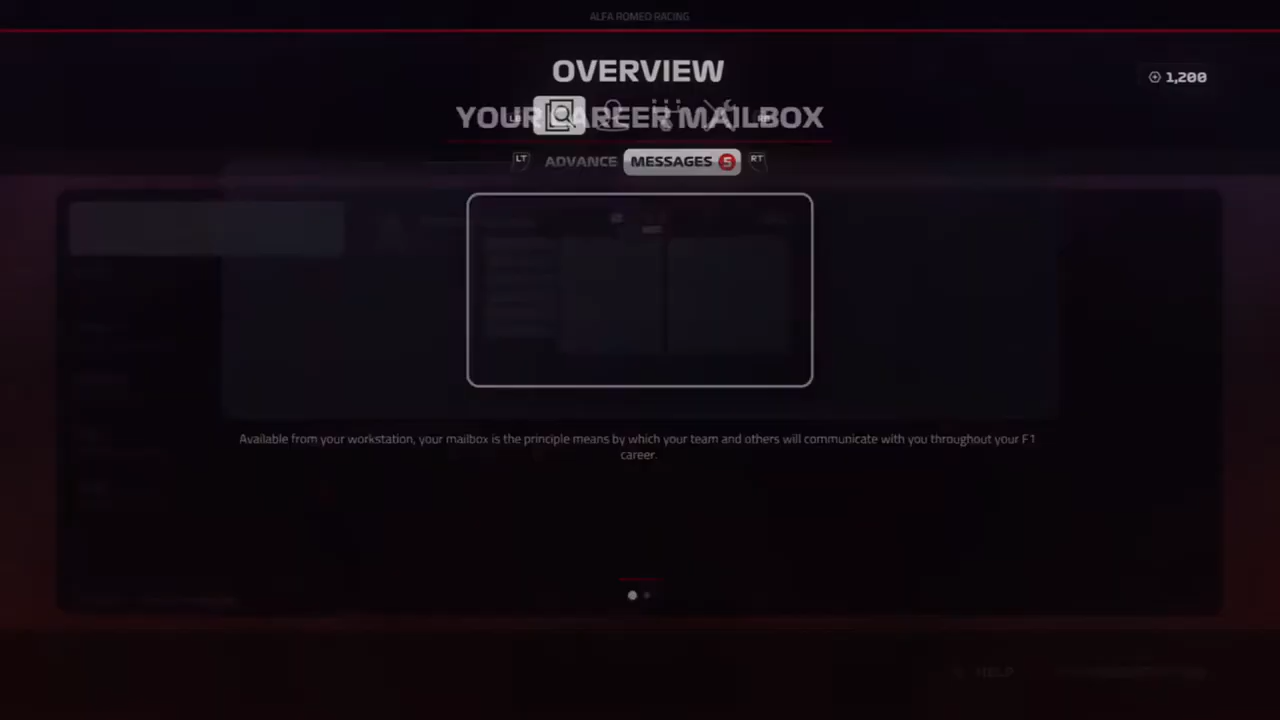 ALFA ROMEO RACING
OVERVIEW
1,200
YOUR CAREER MAILBOX
LT ADVANCE MESSAGES 5 RT
Available from your workstation, your mailbox is the principle means by which your team and others will communicate with you throughout your F1
career.
HELP